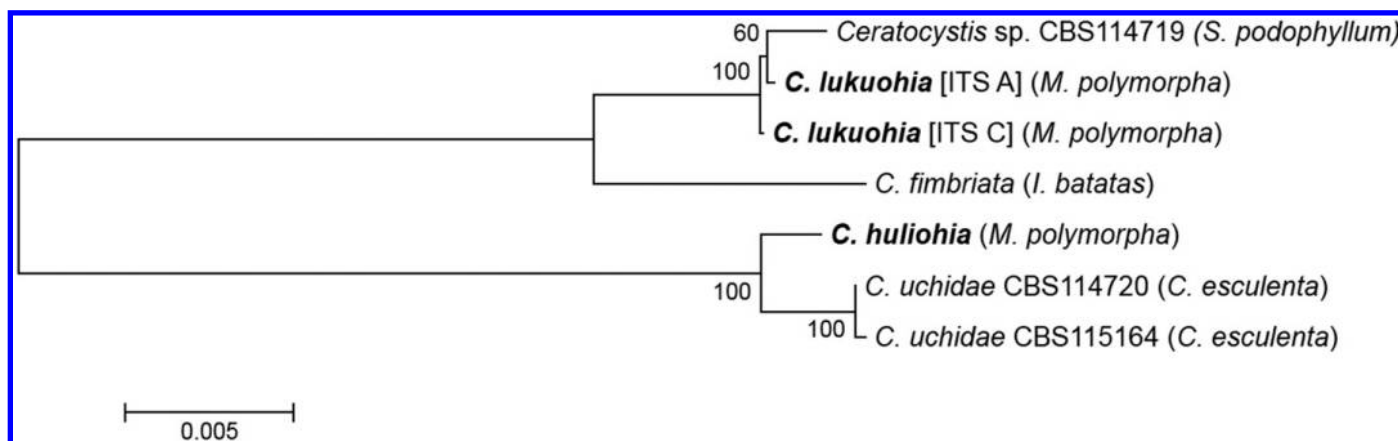 60
Ceratocystis sp. CBS114719 (S. podophyllum)
100
C. lukuohia [ITS A] (M. polymorpha)
C. lukuohia [ITS C] (M. polymorpha)
C. fimbriata (I. batatas)
C. huliohia (M. polymorpha)
100
C. uchidae CBS114720 (C. esculenta)
100
C. uchidae CBS115164 (C. esculenta)
0.005